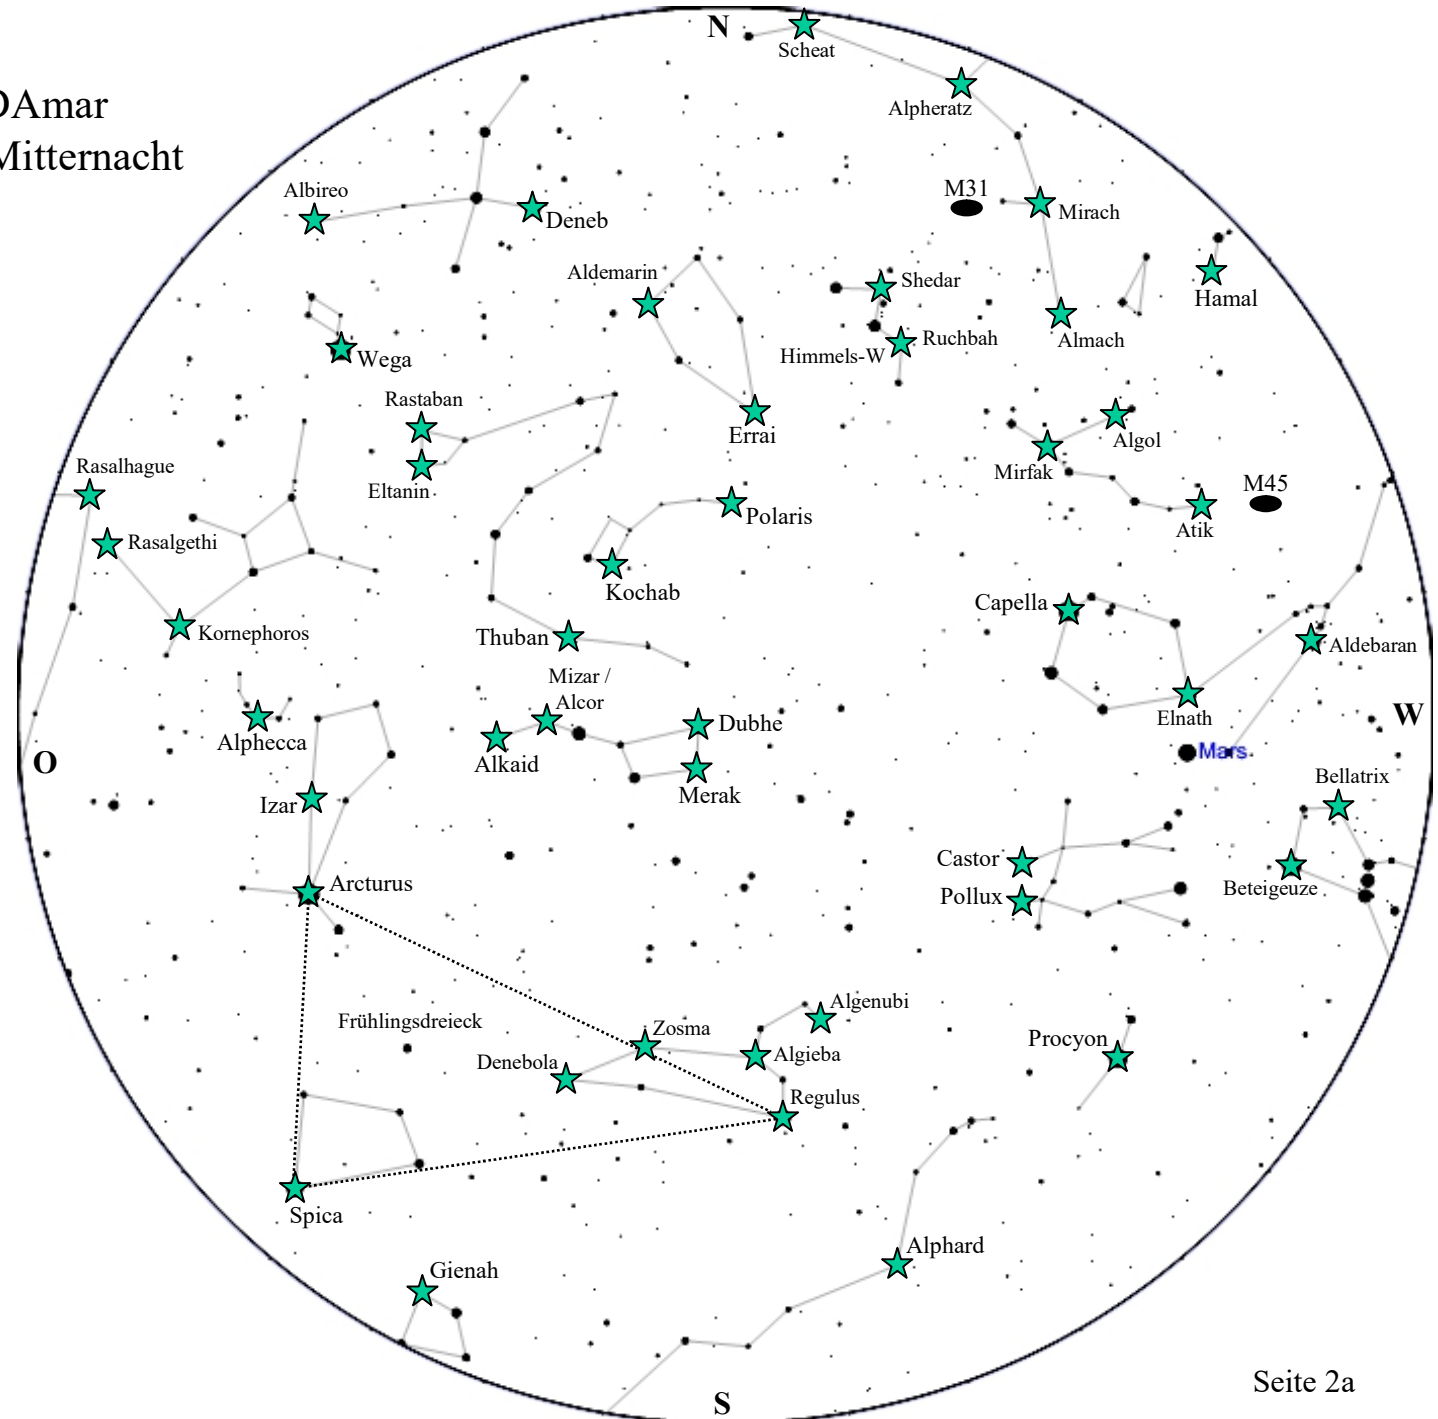 N
Scheat
DAmar
Alpheratz
Mitternacht
Albireo
M31
Deneb
Mirach
Aldemarin
Shedar
Hamal
Ruchbah
Almach
Himmels-W
Wega
Rastaban
Errai
Algol
Rasalhague
Mirfak
M45
Eltanin
Polaris
Atik
Rasalgethi
Kochab
Capella
Kornephoros
Thuban
Aldebaran
Mizar /
Alcor
Elnath
W
Dubhe
Alphecca
O
Alkaid
Mars
Bellatrix
Merak
Izar
Castor
Arcturus
Beteigeuze
Pollux
Algenubi
Frühlingsdreieck
Zosma
Procyon
Denebola
Algieba
Regulus
Spica
Alphard
Gienah
Seite 2a
S